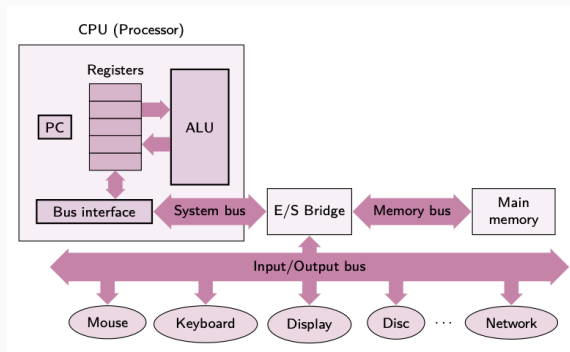 CPU (Processor)
Registers
PC
ALU
Bus interface
System bus
E/S Bridge
Memory bus
Main
memory
Input/Output bus
Mouse
Keyboard
Display
Disc
···
Network